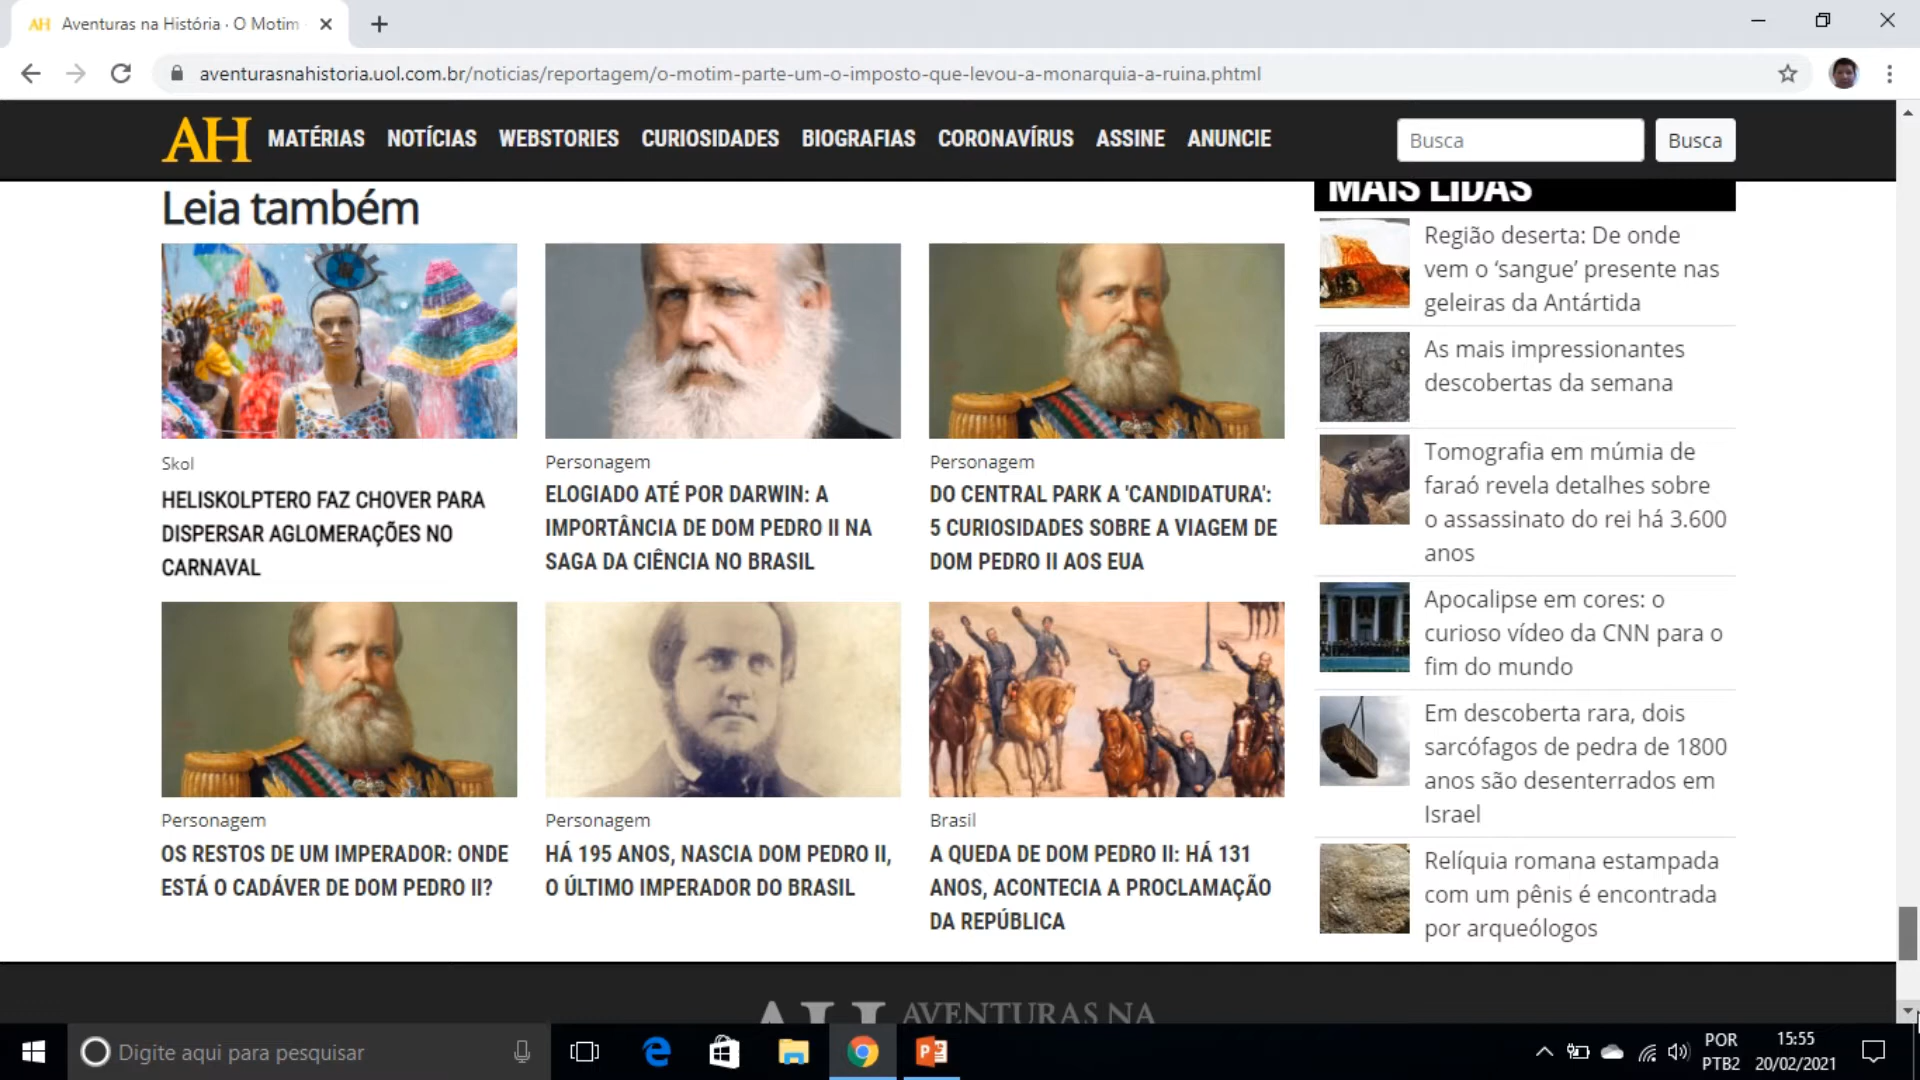 AH Aventuras na História · O Motim
aventurasnahistoria.uol.com.br/noticias/reportagem/o-motim-parte-um-o-imposto-que-levou-a-monarquia-a-ruina.phtml
AH MATÉRIAS NOTÍCIAS WEBSTORIES CURIOSIDADES BIOGRAFIAS CORONAVÍRUS ASSINE ANUNCIE Busca Busca
Leia também
Skol
HELISKOLPTERO FAZ CHOVER PARA
DISPERSAR AGLOMERAÇÕES NO
CARNAVAL
Personagem
ELOGIADO ATÉ POR DARWIN: A
IMPORTÂNCIA DE DOM PEDRO II NA
SAGA DA CIÊNCIA NO BRASIL
Personagem
DO CENTRAL PARK A 'CANDIDATURA':
5 CURIOSIDADES SOBRE A VIAGEM DE
DOM PEDRO II AOS EUA
Personagem
OS RESTOS DE UM IMPERADOR: ONDE
ESTÁ O CADÁVER DE DOM PEDRO II?
Personagem
HÁ 195 ANOS, NASCIA DOM PEDRO II,
O ÚLTIMO IMPERADOR DO BRASIL
Brasil
A QUEDA DE DOM PEDRO II: HÁ 131
ANOS, ACONTECIA A PROCLAMAÇÃO
DA REPÚBLICA
MAIS LIDAS
Região deserta: De onde
vem o ‘sangue’ presente nas
geleiras da Antártida
As mais impressionantes
descobertas da semana
Tomografia em múmia de
faraó revela detalhes sobre
o assassinato do rei há 3.600
anos
Apocalipse em cores: o
curioso vídeo da CNN para o
fim do mundo
Em descoberta rara, dois
sarcófagos de pedra de 1800
anos são desenterrados em
Israel
Relíquia romana estampada
com um pênis é encontrada
por arqueólogos
AH AVENTURAS NA
Digite aqui para pesquisar
POR
PTB2
15:55
20/02/2021